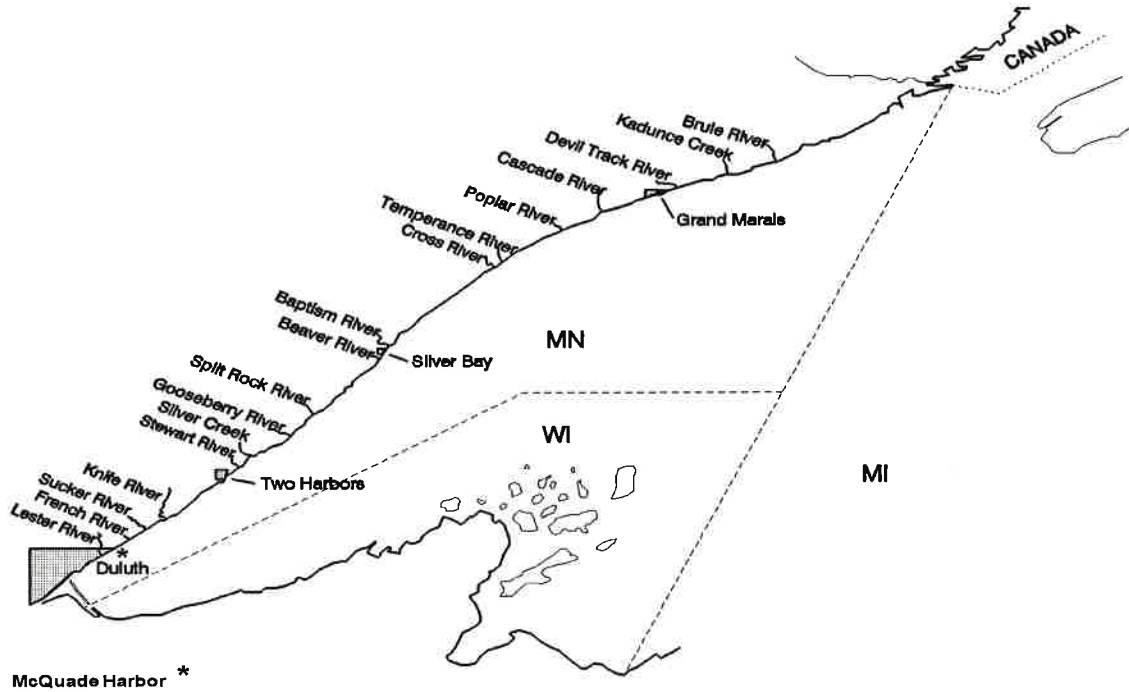 CANADA
Brule River
Kadunce Creek
Devil Track River
Cascade River
Grand Marais
Poplar River
Temperance River
Cross River
Baptism River
Beaver River
Silver Bay
MN
Split Rock River
Gooseberry River
Silver Creek
Stewart River
WI
MI
Two Harbors
Knife River
Sucker River
French River
Lester River
*
Duluth
McQuade Harbor *